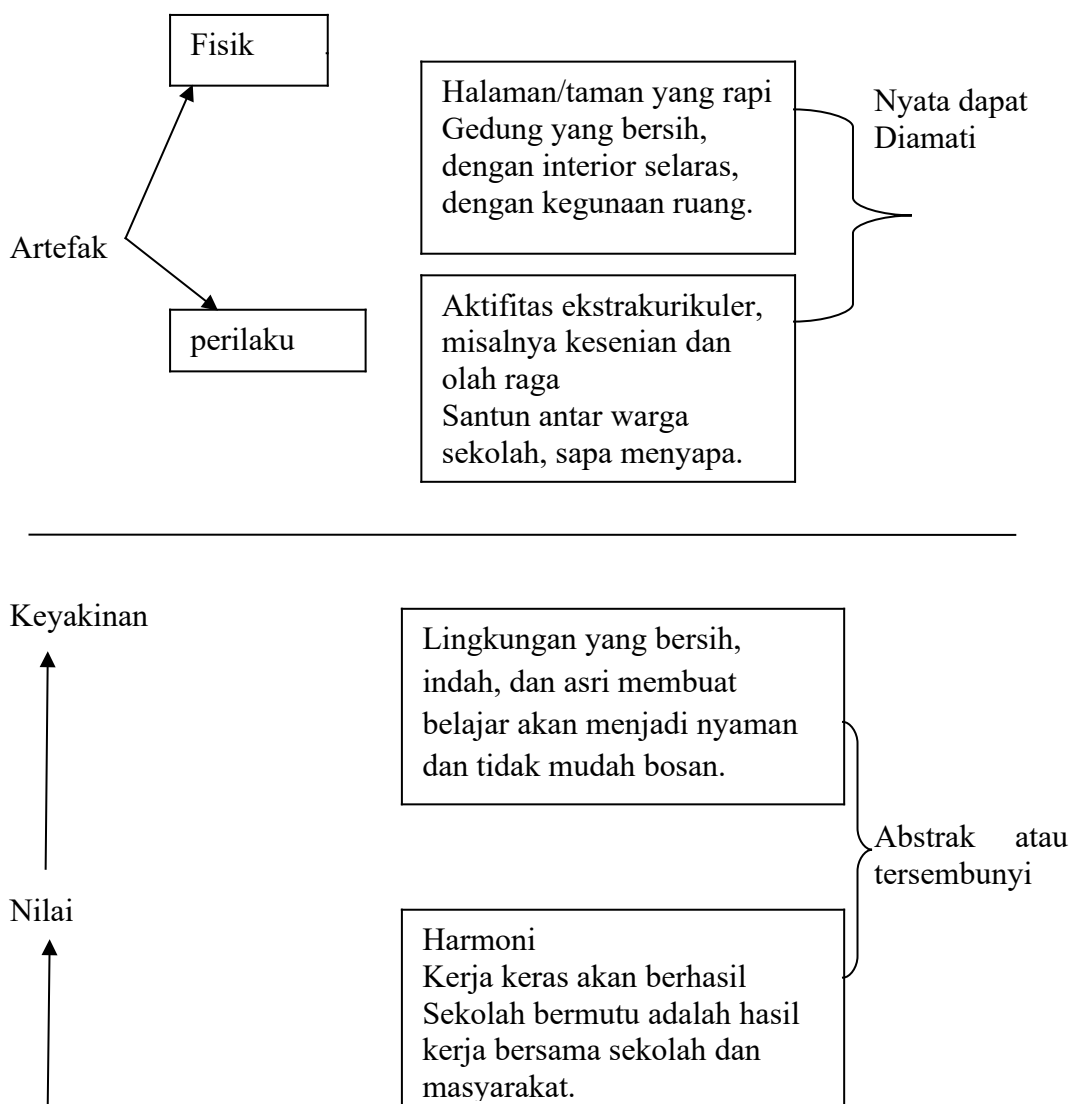 Fisik
Halaman/taman yang rapi
Gedung yang bersih,
dengan interior selaras,
dengan kegunaan ruang.
Nyata dapat
Diamati
Artefak
perilaku
Aktifitas ekstrakurikuler,
misalnya kesenian dan
olah raga
Santun antar warga
sekolah, sapa menyapa.
Keyakinan
Lingkungan yang bersih,
indah, dan asri membuat
belajar akan menjadi nyaman
dan tidak mudah bosan.
Abstrak atau
tersembunyi
Nilai
Harmoni
Kerja keras akan berhasil
Sekolah bermutu adalah hasil
kerja bersama sekolah dan
masyarakat.